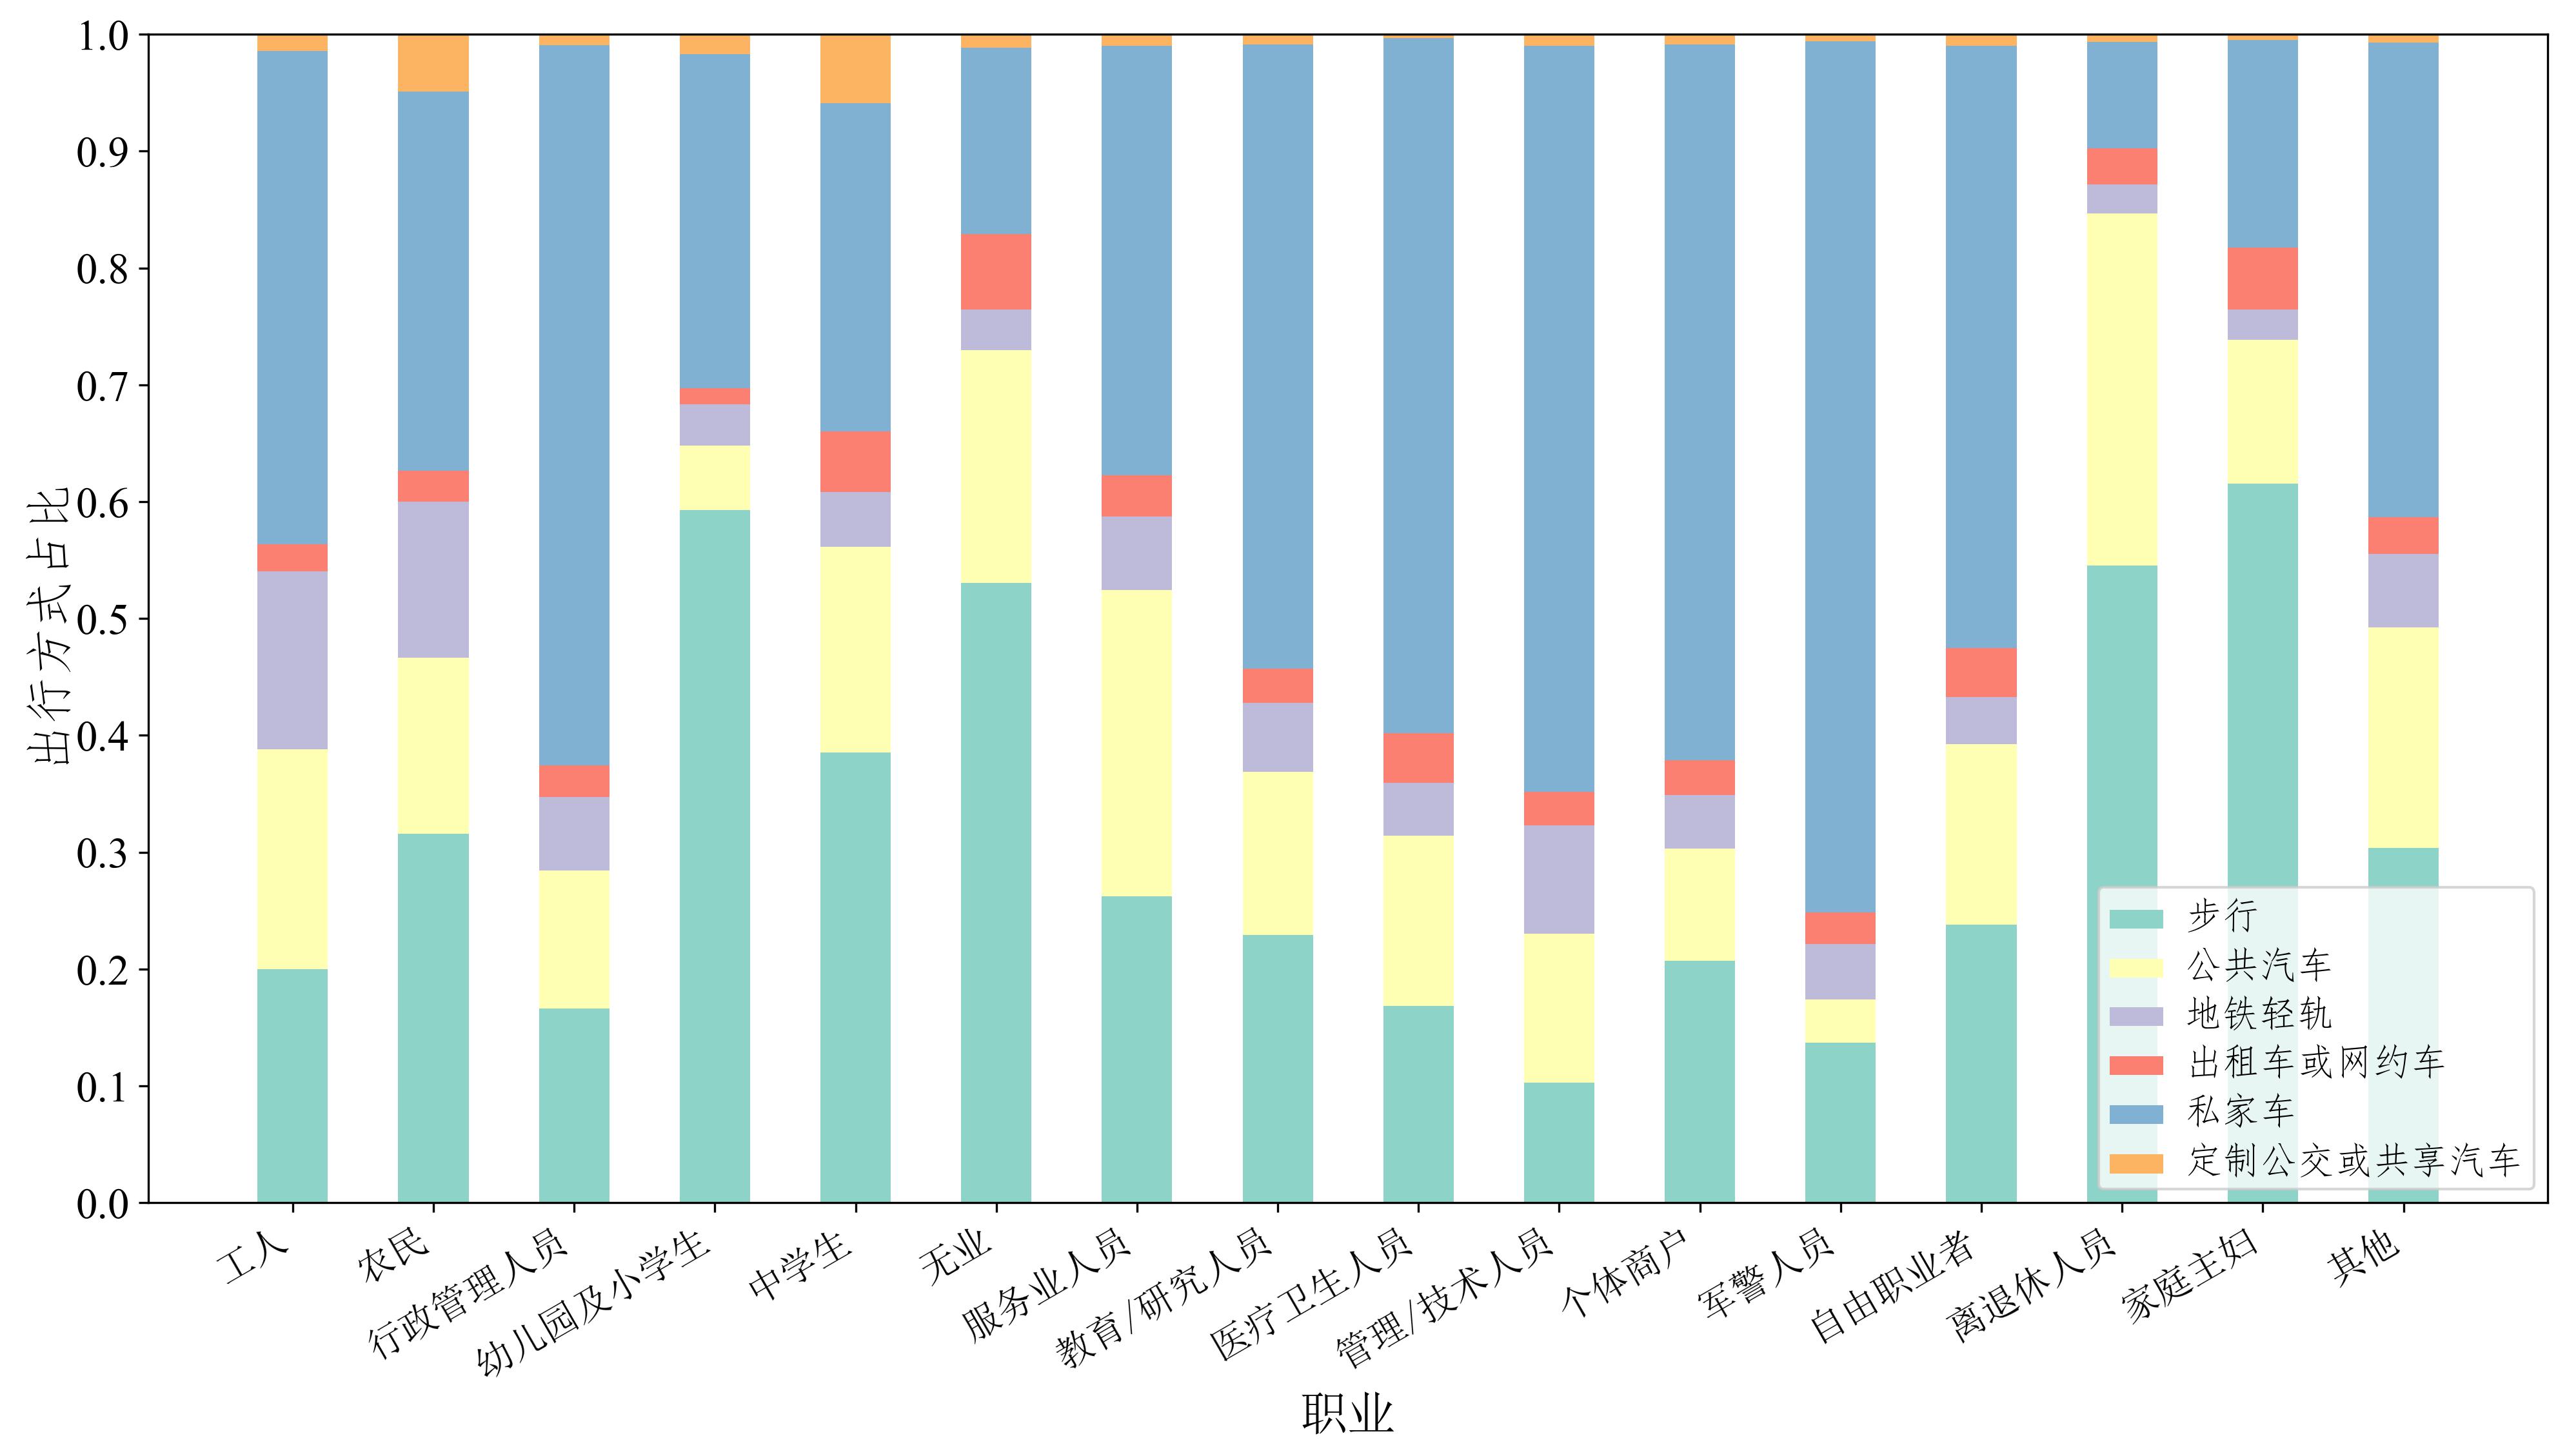 出行方式占比
1.0
0.9
0.8
0.7
0.6
0.5
0.4
0.3
0.2
0.1
0.0
步行
公共汽车
地铁轻轨
出租车或网约车
私家车
定制公交或共享汽车
工人
农民
行政管理人员
幼儿园及小学生
中学生
无业
服务业人员
教育/研究人员
医疗卫生人员
管理/技术人员
个体商户
军警人员
自由职业者
离退休人员
家庭主妇
其他
职业